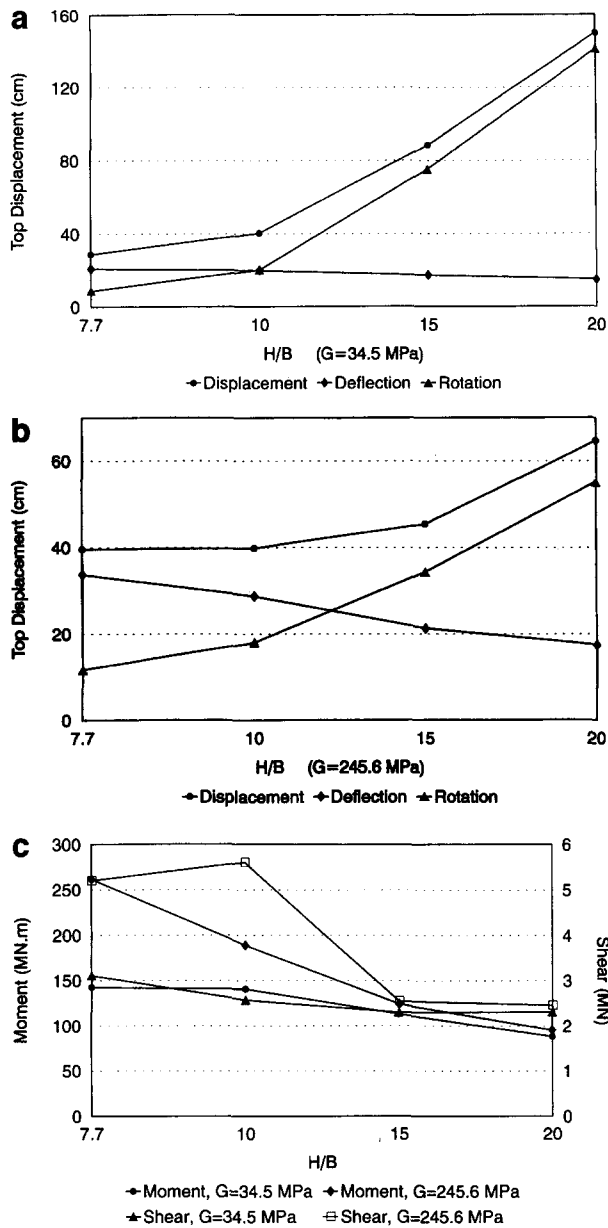 a
160
120
80
40
0
Top Displacement (cm)
7.7 10 15 20
H/B (G=34.5 MPa)
Displacement Deflection Rotation
b
60
40
20
0
Top Displacement (cm)
7.7 10 15 20
H/B (G=245.6 MPa)
Displacement Deflection Rotation
c
300
250
200
150
100
50
0
Moment (MN.m)
6
5
4
3
2
1
0
Shear (MN)
7.7 10 15 20
H/B
Moment, G=34.5 MPa Moment, G=245.6 MPa
Shear, G=34.5 MPa Shear, G=245.6 MPa